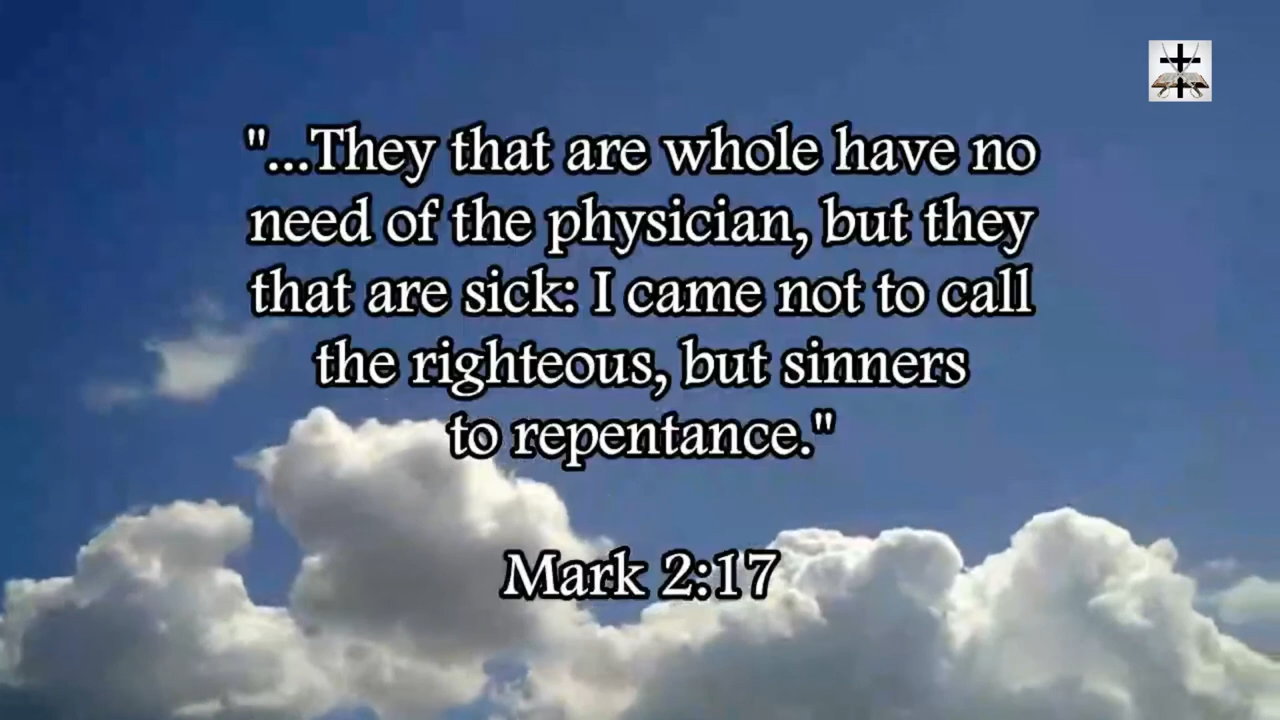 "...They that are whole have no
need of the physician, but they
that are sick: I came not to call
the righteous, but sinners
to repentance."
Mark 2:17